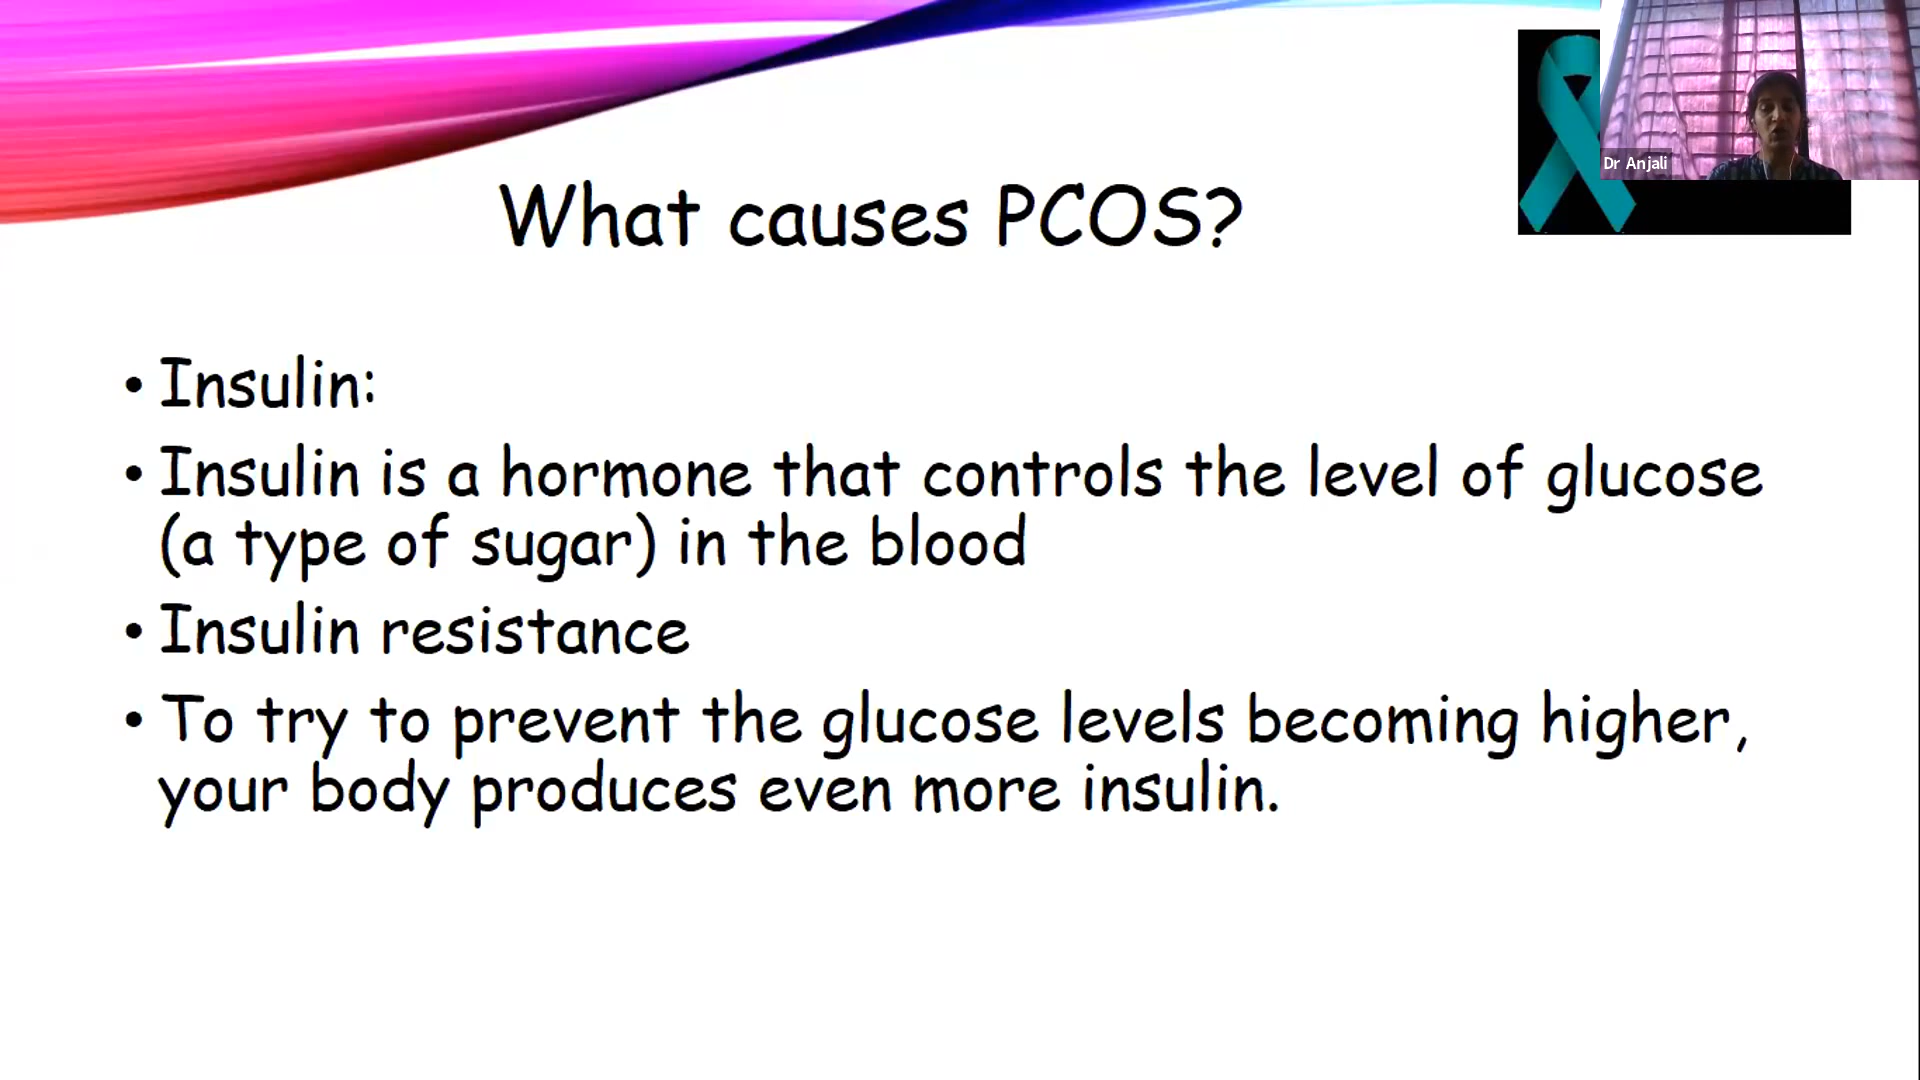 Dr Anjali
What causes PCOS?
• Insulin:
• Insulin is a hormone that controls the level of glucose
(a type of sugar) in the blood
• Insulin resistance
• To try to prevent the glucose levels becoming higher,
your body produces even more insulin.